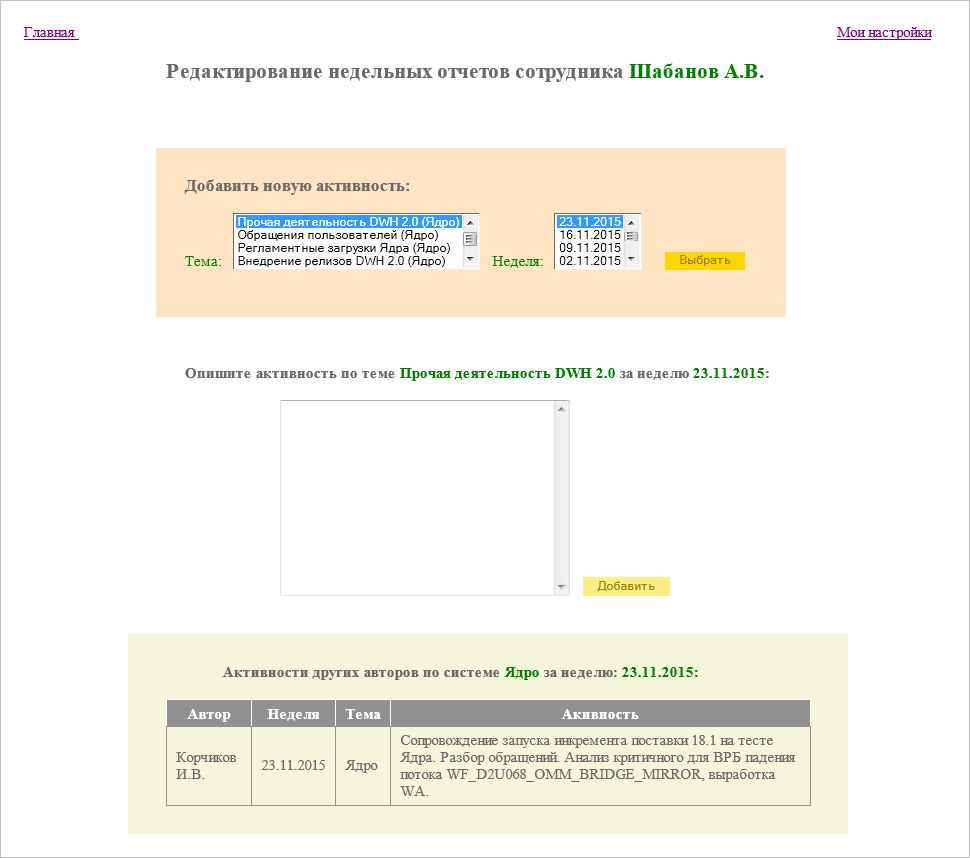 Главная Мои настройки
Редактирование недельных отчетов сотрудника Шабанов А.В.
Добавить новую активность:
Тема:
Прочая деятельность DWH 2.0 (Ядро)
Обращения пользователей (Ядро)
Регламентные загрузки Ядра (Ядро)
Внедрение релизов DWH 2.0 (Ядро)
Неделя:
23.11.2015
16.11.2015
09.11.2015
02.11.2015
Выбрать
Опишите активность по теме Прочая деятельность DWH 2.0 за неделю 23.11.2015:
Добавить
Активности других авторов по системе Ядро за неделю: 23.11.2015:
Автор Неделя Тема Акивность
Корчиков
И.В.
23.11.2015
Ядро
Сопровождение запуска инкремента поставки 18.1 на тесте
Ядра. Разбор обращений. Анализ критичного для ВРБ падения
потока WF_D2U068_OMM_BRIDGE_MIRROR, выработка
WA.